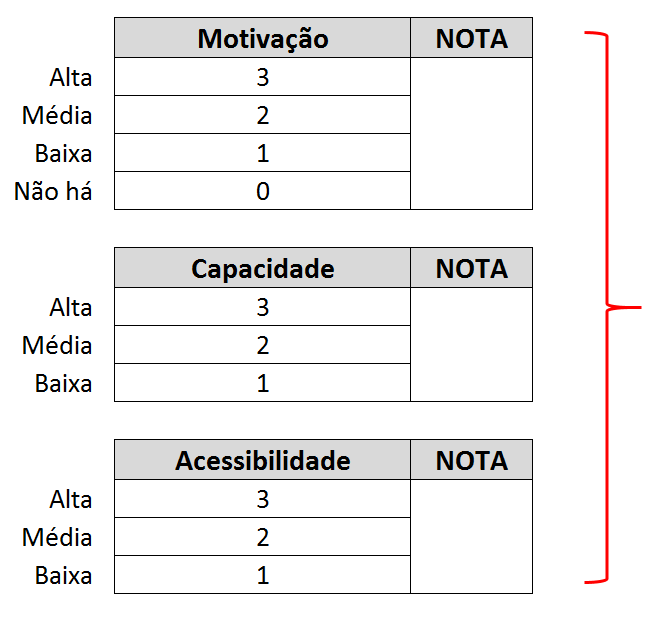 Motivação NOTA
Alta 3
Média 2
Baixa 1
Não há 0
Capacidade NOTA
Alta 3
Média 2
Baixa 1
Acessibilidade NOTA
Alta 3
Média 2
Baixa 1